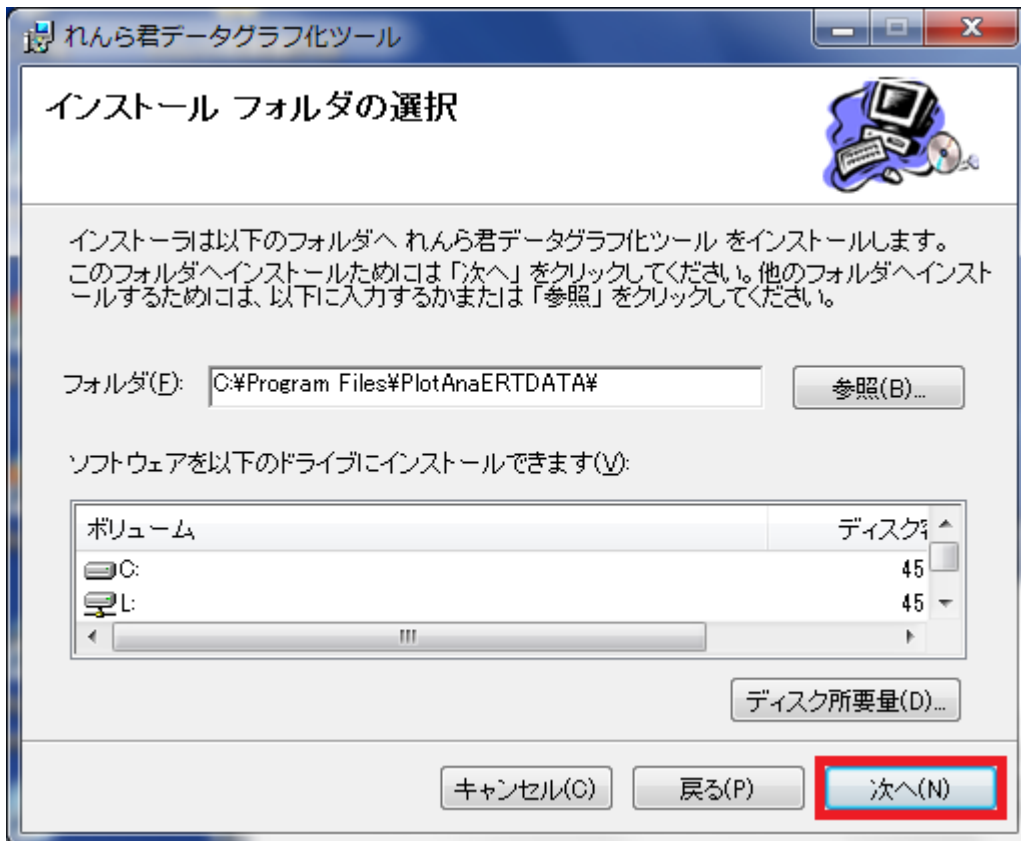 れんら君データグラフ化ツール
インストール フォルダの選択
インストーラは以下のフォルダへ れんら君データグラフ化ツール をインストールします。
このフォルダへインストールためには「次へ」をクリックしてください。他のフォルダへインスト
ールするためには、以下に入力するかまたは「参照」をクリックしてください。
フォルダ(F): C:¥Program Files¥PlotAnaERTDATA¥ 参照(B)...
ソフトウェアを以下のドライブにインストールできます(V):
ボリューム ディスク
C: 45
L: 45
ディスク所要量(D)...
キャンセル(C) 戻る(P) 次へ(N)